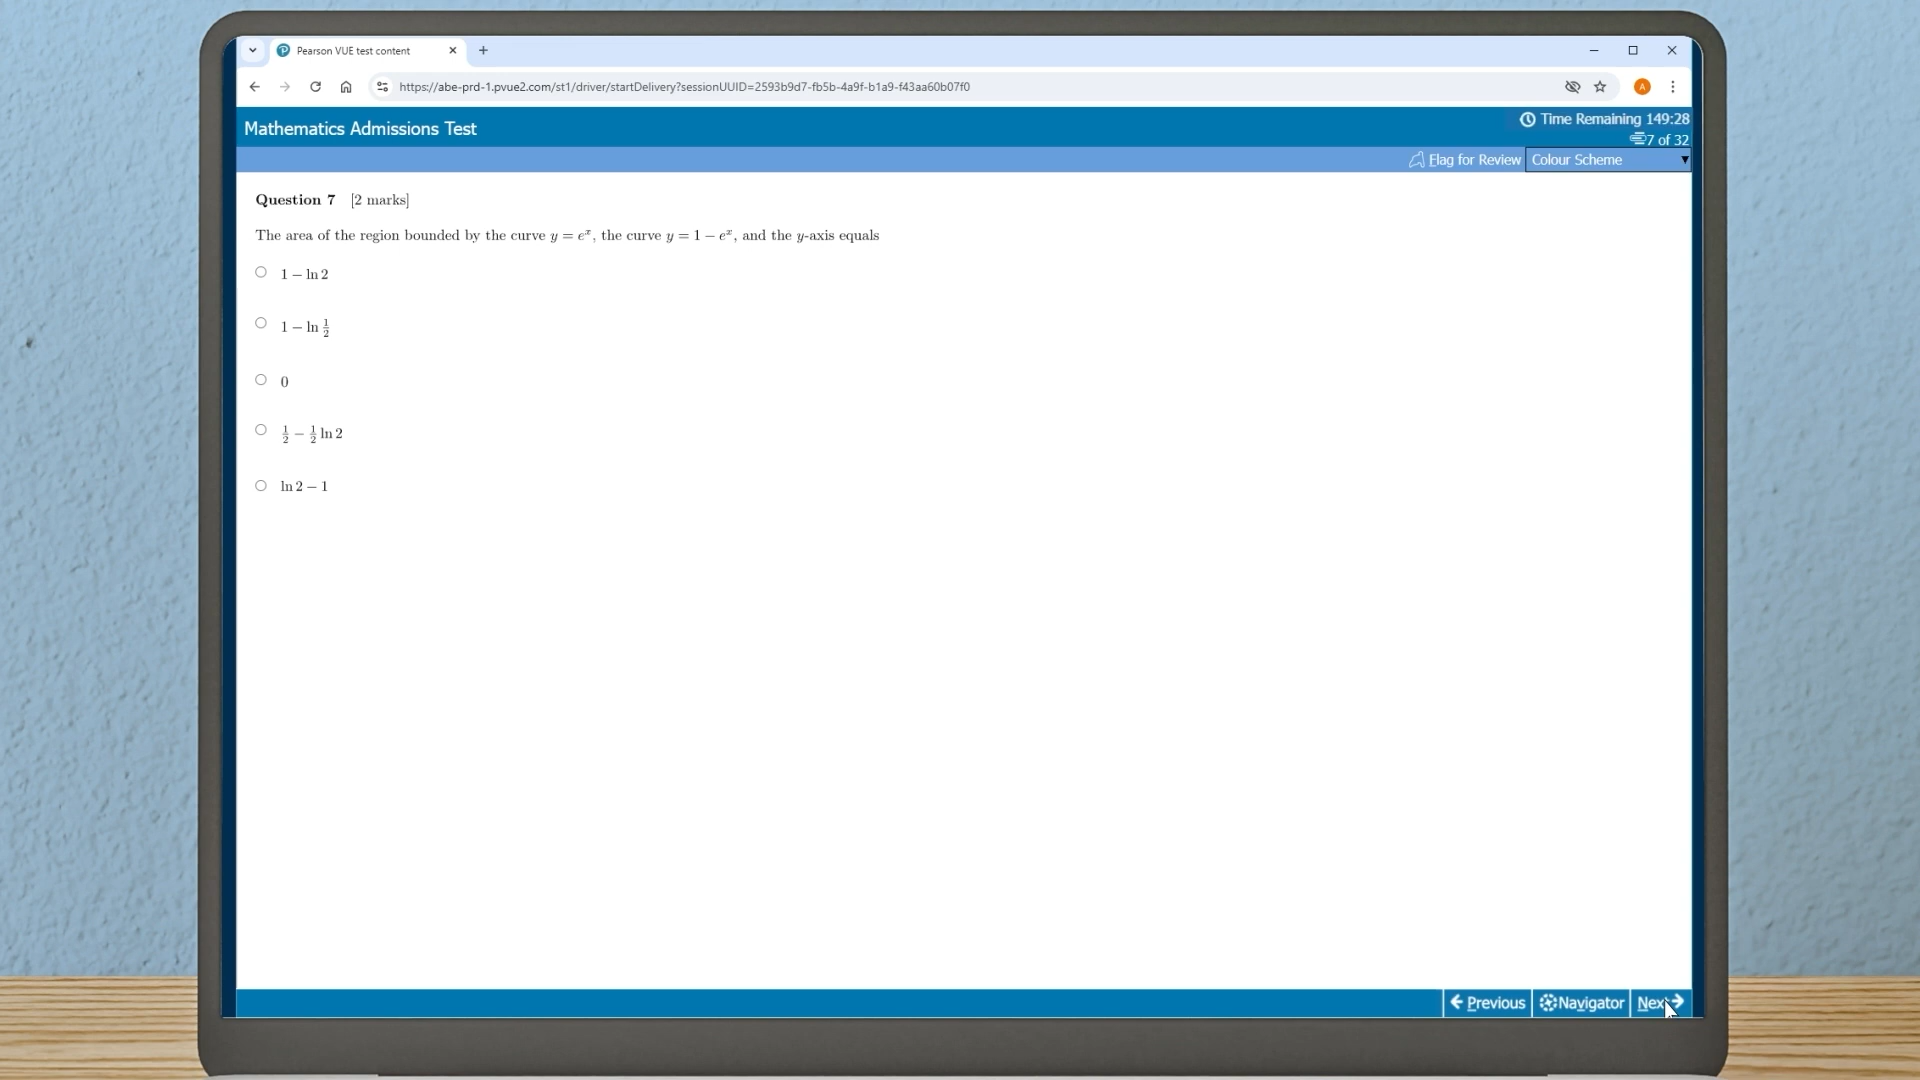 Pearson VUE test content
https://abe-prd-1.pvue2.com/st1/driver/startDelivery?sessionUUID=2593b9d7-fb5b-4a9f-b1a9-f43aa60b07f0
A
Mathematics Admissions Test
Time Remaining 149:28
7 of 32
Flag for Review Colour Scheme
Question 7 [2 marks]
The area of the region bounded by the curve y = eˣ, the curve y = 1 − eˣ, and the y-axis equals
1 − ln 2
1 − ln 1/2
0
1/2 − 1/2 ln 2
ln 2 − 1
Previous Navigator Next